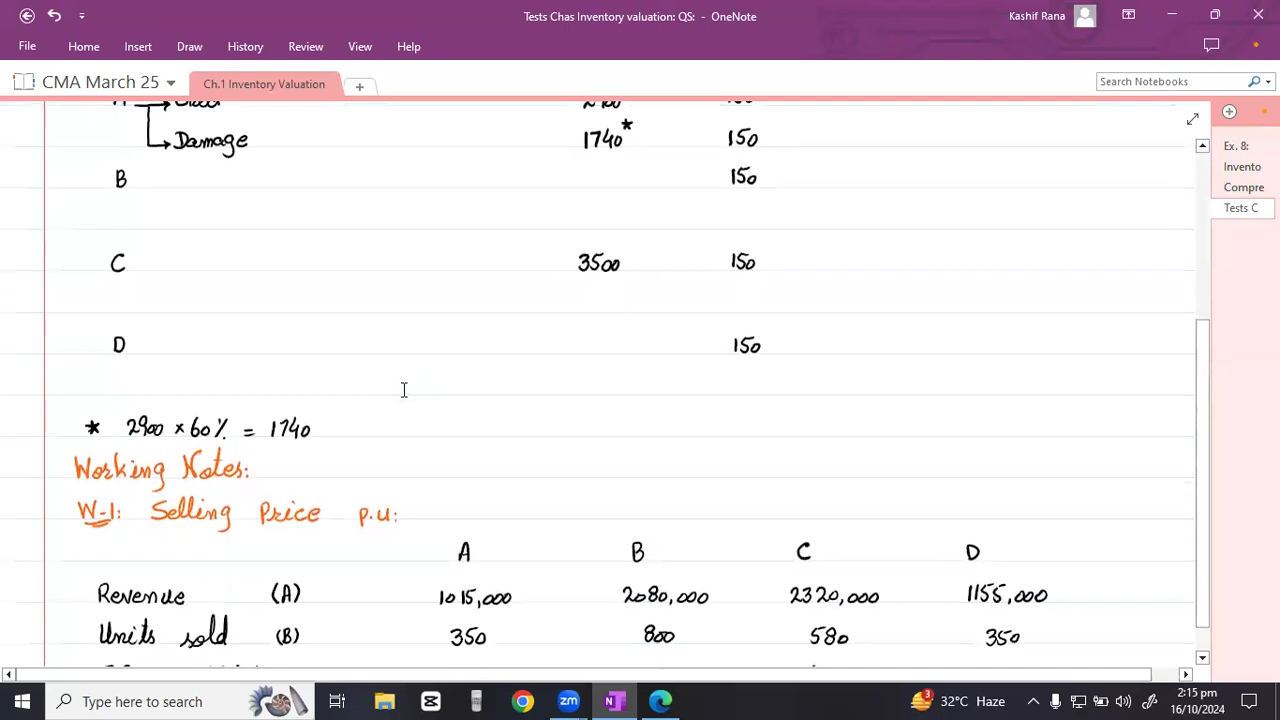 Tests Chas Inventory valuation: QS: - OneNote
Kashif Rana
File Home Insert Draw History Review View Help
CMA March 25
Ch.1 Inventory Valuation
Search Notebooks
Ex. 8:
Invento
Compre
Tests C
Damage 1740* 150
B 150
C 3500 150
D 150
* 2900 × 60% = 1740
Working Notes:
W-1: Selling Price p.u:
A B C D
Revenue (A) 1015,000 2080,000 2320,000 1155,000
Units sold (B) 350 800 580 350
Type here to search
3
32°C Haze
2:15 pm
16/10/2024